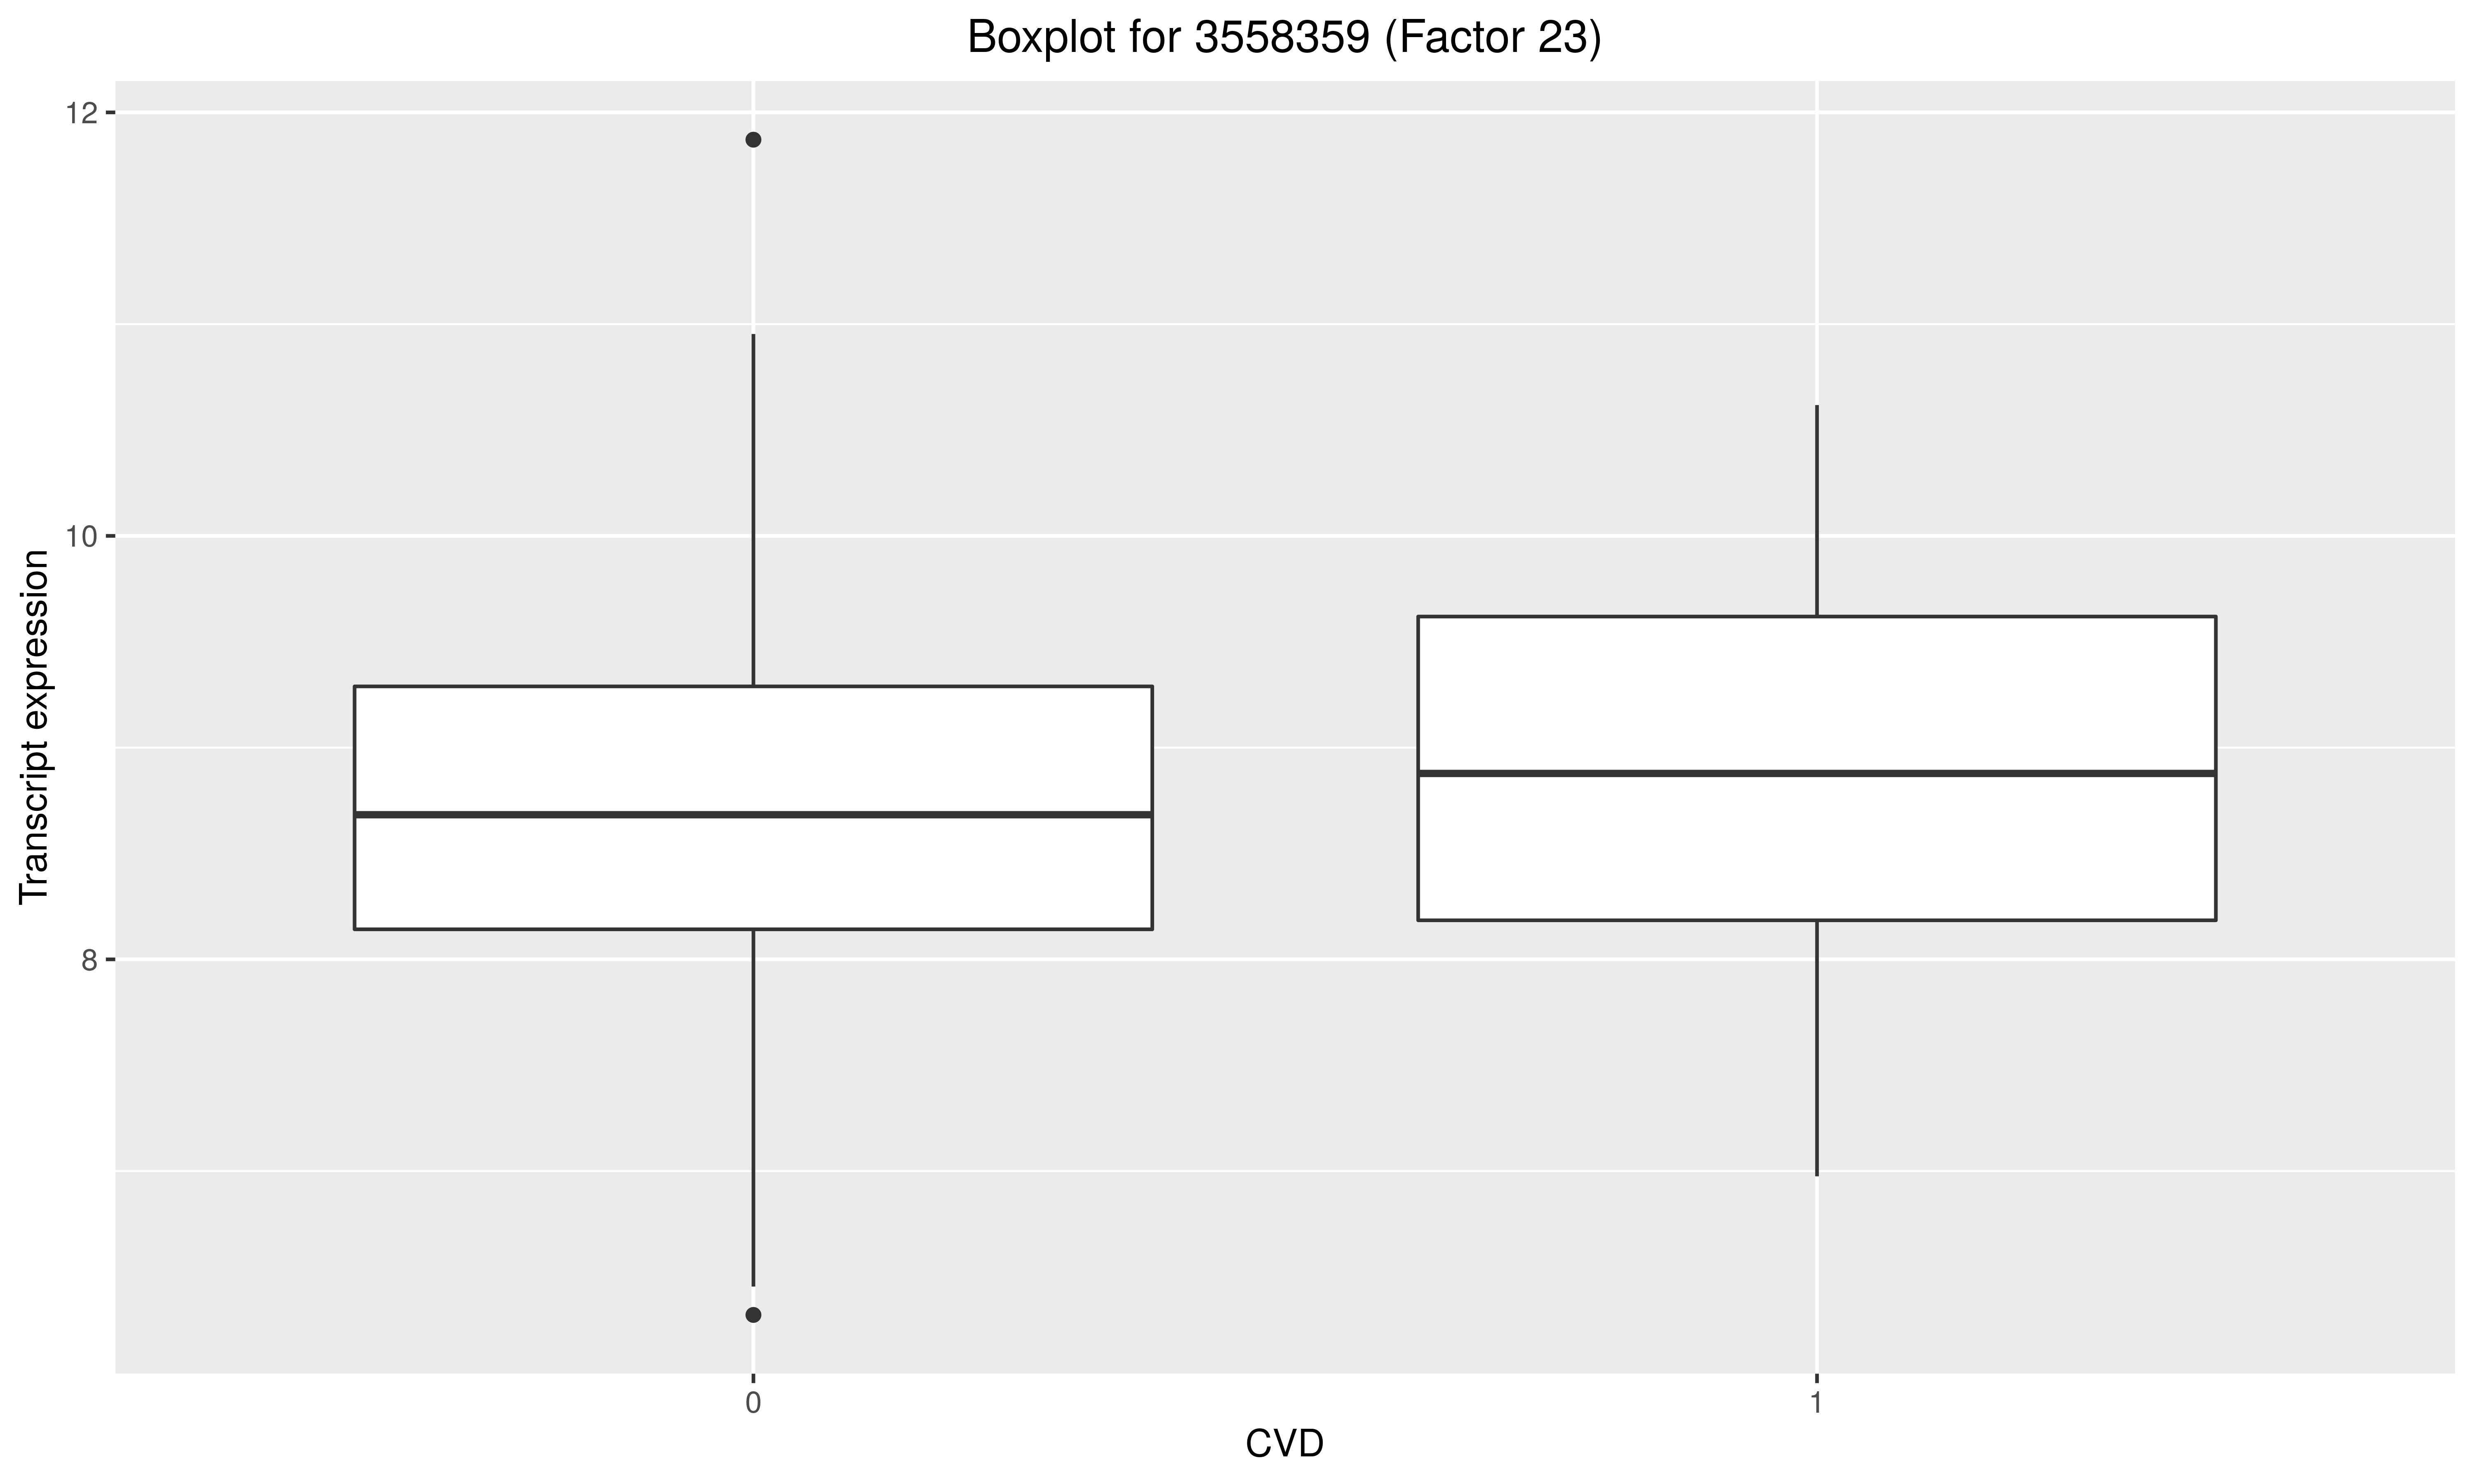 Boxplot for 3558359 (Factor 23)
Transcript expression
12
10
8
0
1
CVD